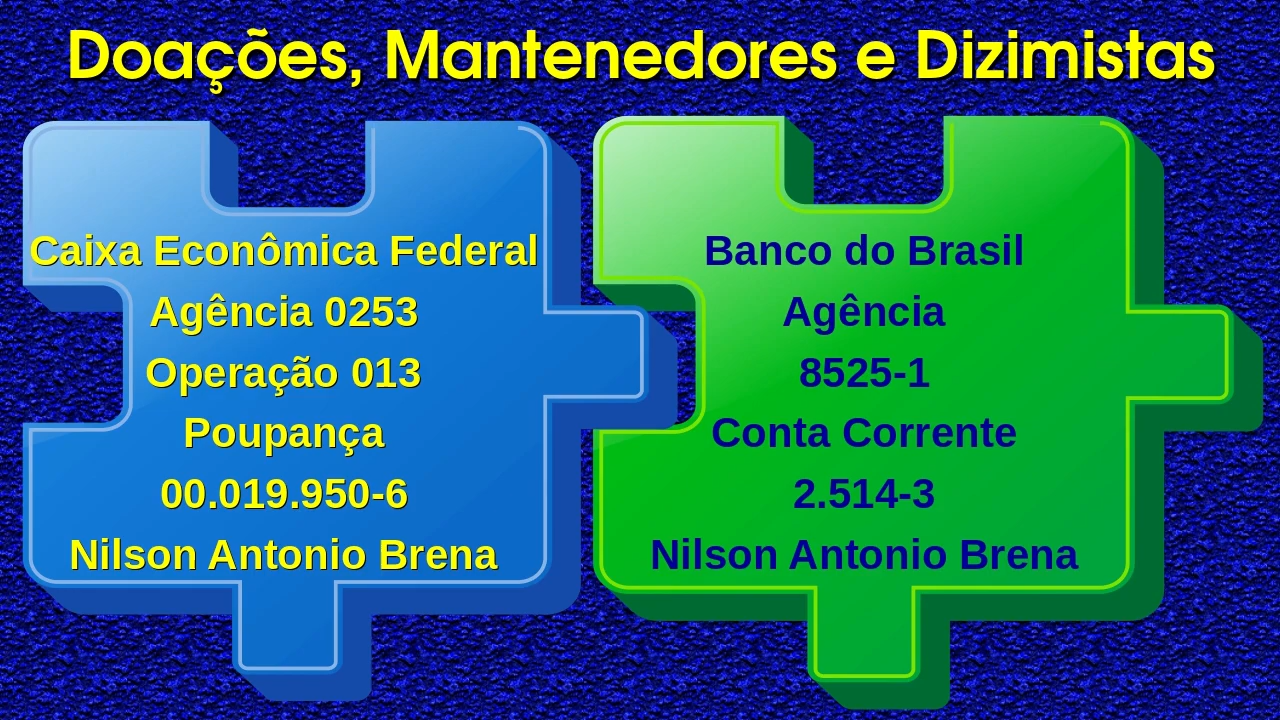 Doações, Mantenedores e Dizimistas
Caixa Econômica Federal
Agência 0253
Operação 013
Poupança
00.019.950-6
Nilson Antonio Brena
Banco do Brasil
Agência
8525-1
Conta Corrente
2.514-3
Nilson Antonio Brena